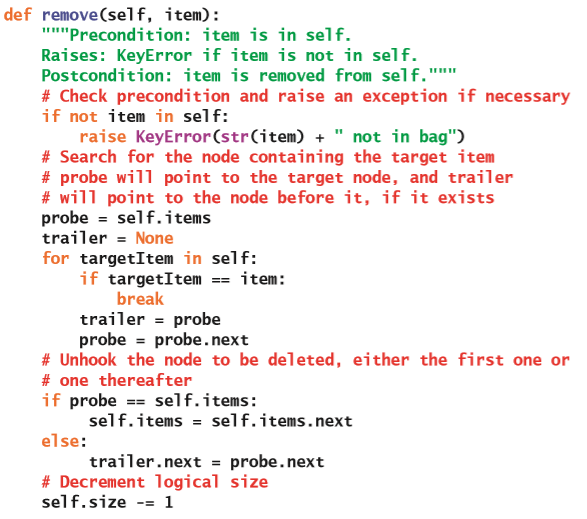 def remove(self, item):
    """Precondition: item is in self.
    Raises: KeyError if item is not in self.
    Postcondition: item is removed from self."""
    # Check precondition and raise an exception if necessary
    if not item in self:
        raise KeyError(str(item) + " not in bag")
    # Search for the node containing the target item
    # probe will point to the target node, and trailer
    # will point to the node before it, if it exists
    probe = self.items
    trailer = None
    for targetItem in self:
        if targetItem == item:
            break
        trailer = probe
        probe = probe.next
    # Unhook the node to be deleted, either the first one or
    # one thereafter
    if probe == self.items:
         self.items = self.items.next
    else:
         trailer.next = probe.next
    # Decrement logical size
    self.size -= 1